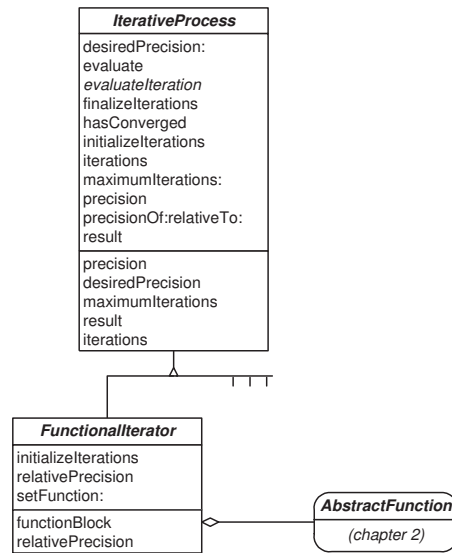 IterativeProcess
desiredPrecision:
evaluate
evaluateIteration
finalizeIterations
hasConverged
initializeIterations
iterations
maximumIterations:
precision
precisionOf:relativeTo:
result
precision
desiredPrecision
maximumIterations
result
iterations
FunctionalIterator
initializeIterations
relativePrecision
setFunction:
functionBlock
relativePrecision
AbstractFunction
(chapter 2)